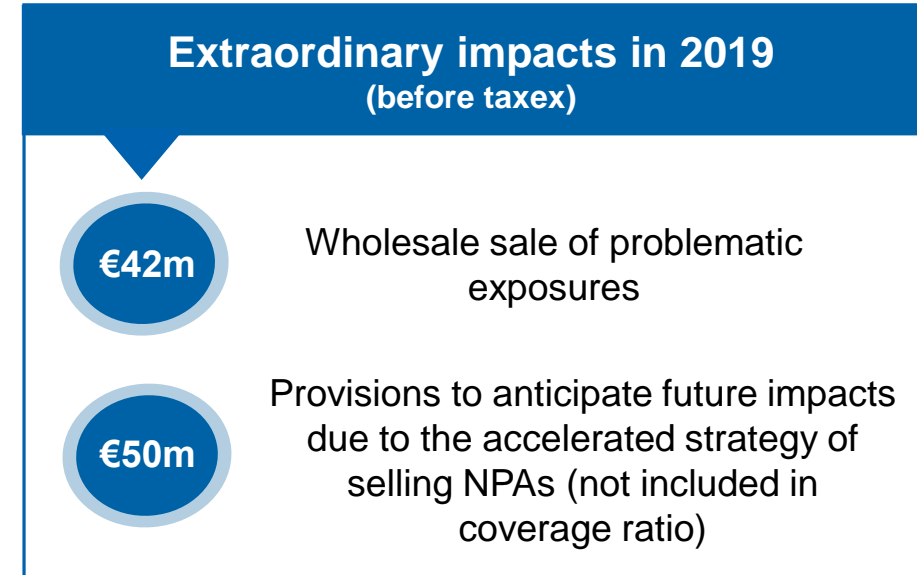 Extraordinary impacts in 2019
(before taxex)
€42m
Wholesale sale of problematic
exposures
€50m
Provisions to anticipate future impacts
due to the accelerated strategy of
selling NPAs (not included in
coverage ratio)